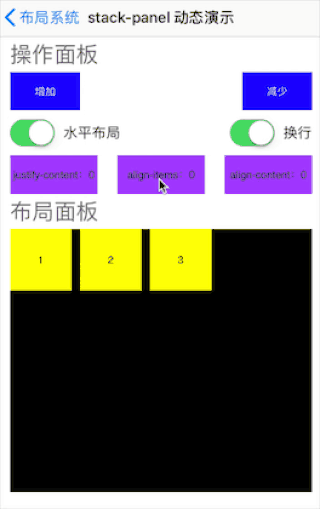 布局系统 stack-panel 动态演示
操作面板
增加 减少
水平布局 换行
justify-content：0 align-items：0 align-content：0
布局面板
1 2 3